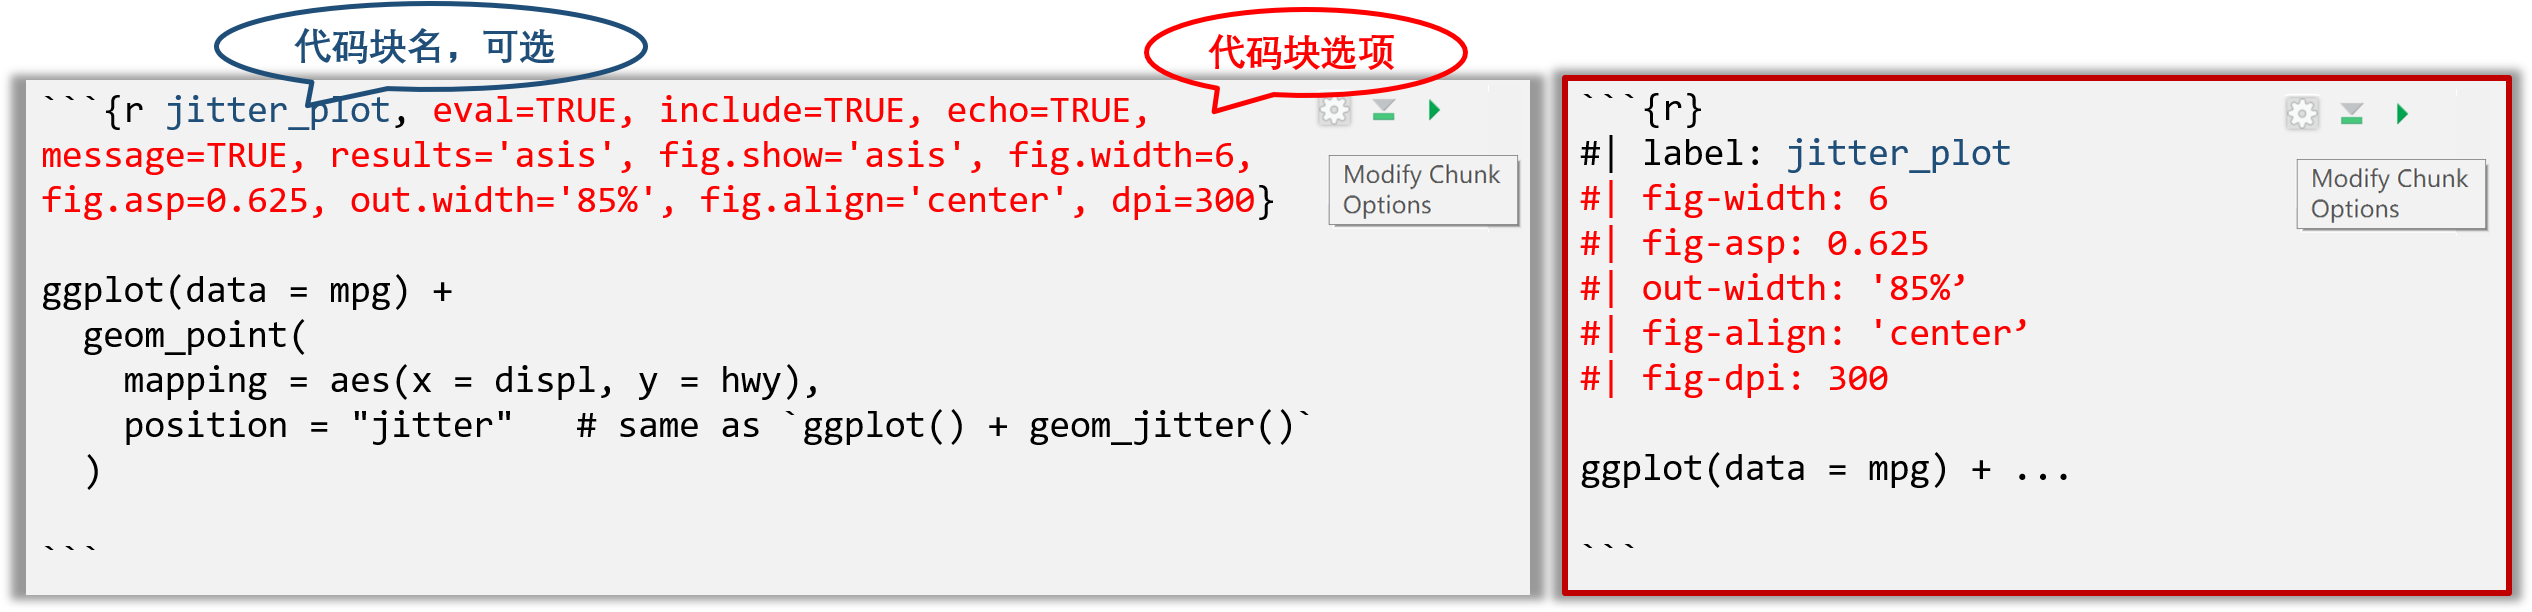 代码块名，可选
代码块选项
```{r jitter_plot, eval=TRUE, include=TRUE, echo=TRUE,
message=TRUE, results='asis', fig.show='asis', fig.width=6,
fig.asp=0.625, out.width='85%', fig.align='center', dpi=300}
Modify Chunk
Options
ggplot(data = mpg) +
  geom_point(
    mapping = aes(x = displ, y = hwy),
    position = "jitter"   # same as `ggplot() + geom_jitter()`
  )
```
```{r}
#| label: jitter_plot
#| fig-width: 6
#| fig-asp: 0.625
#| out-width: '85%’
#| fig-align: 'center’
#| fig-dpi: 300
Modify Chunk
Options
ggplot(data = mpg) + ...
```